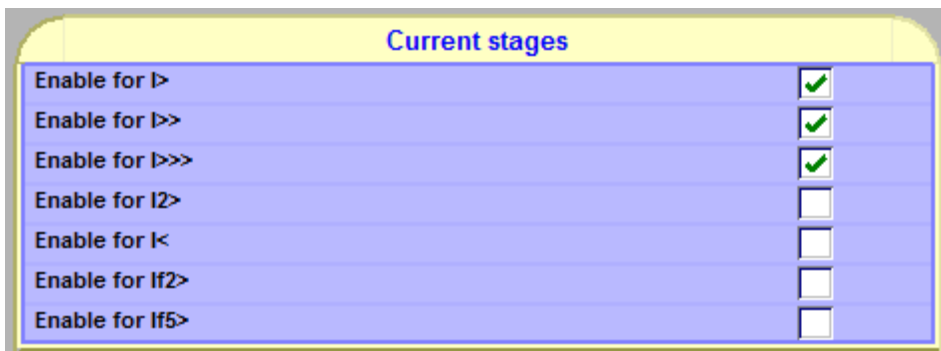 Current stages
Enable for I>
Enable for I>>
Enable for I>>>
Enable for I2>
Enable for I<
Enable for If2>
Enable for If5>